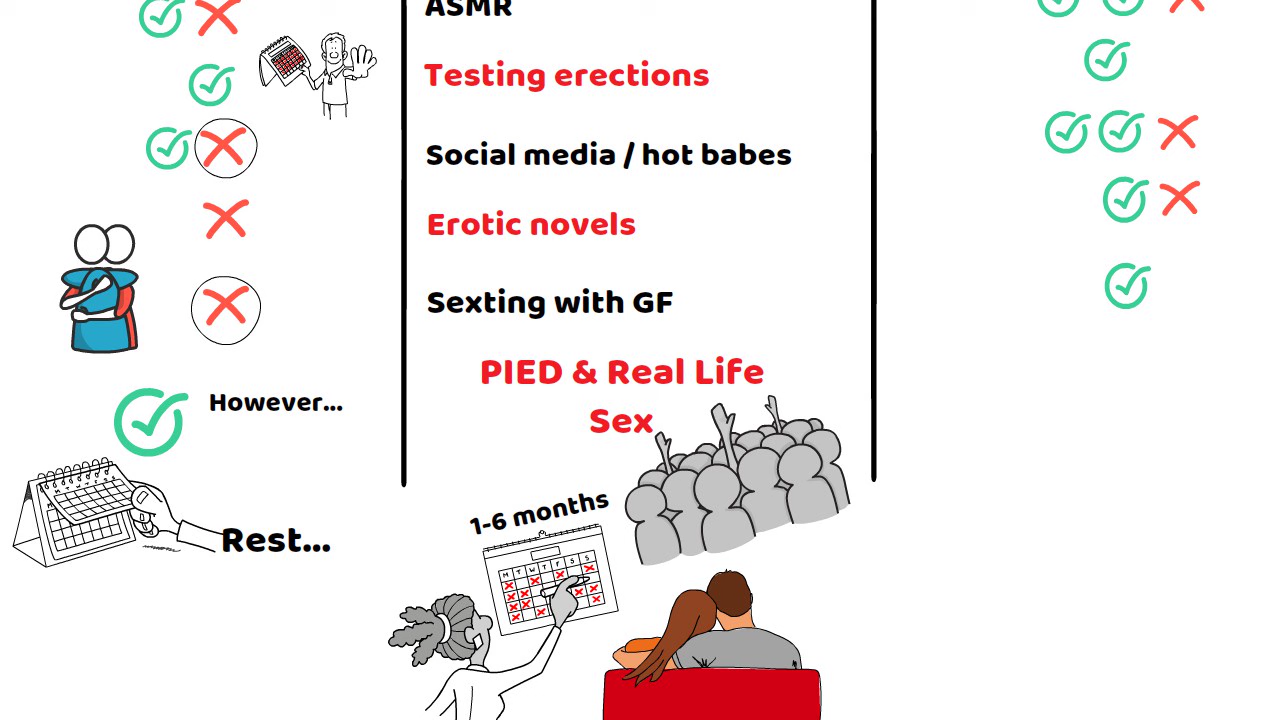 ASMR
Testing erections
Social media / hot babes
Erotic novels
Sexting with GF
PIED & Real Life
Sex
However...
Rest...
1-6 months
M T W T F S S